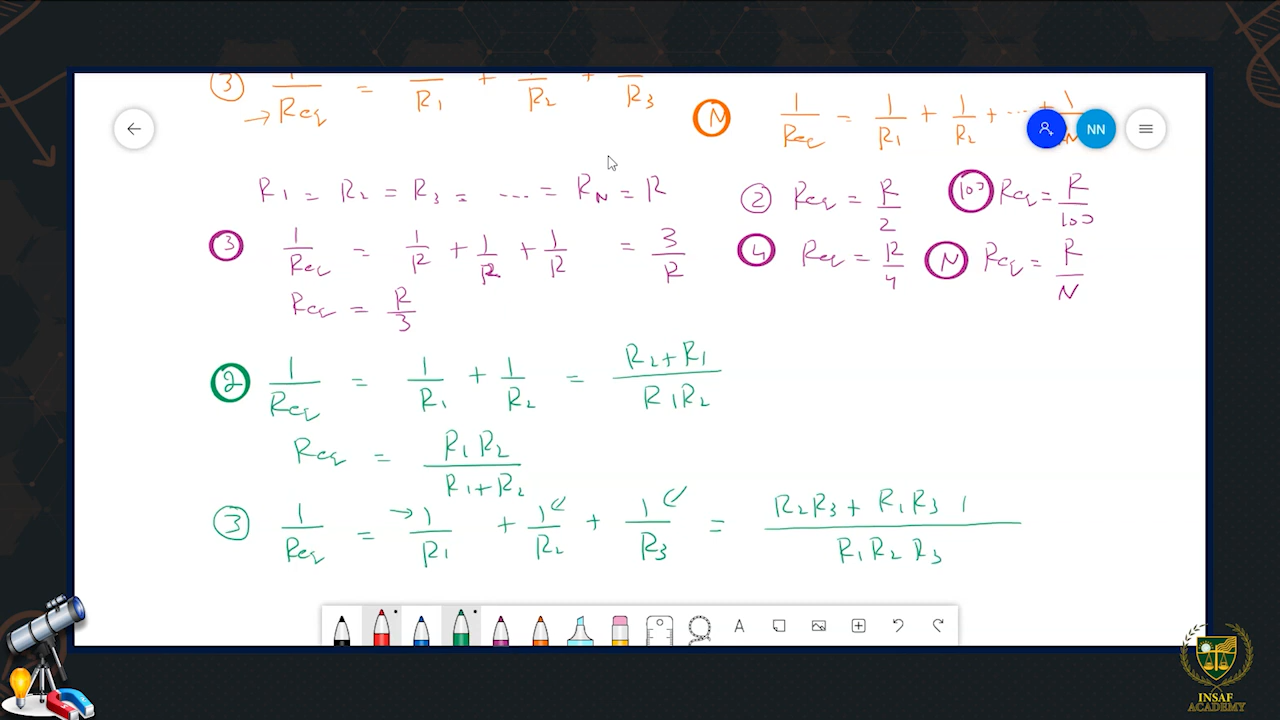 ③ 1/Req = 1/R1 + 1/R2 + 1/R3
Ⓝ 1/Req = 1/R1 + 1/R2 + ... + 1/N
NN
R1 = R2 = R3 = ... = RN = R
② Req = R/2
100 Req = R/100
③ 1/Req = 1/R + 1/R + 1/R = 3/R
④ Req = R/4
Ⓝ Req = R/N
Req = R/3
② 1/Req = 1/R1 + 1/R2 = R2+R1/R1R2
Req = R1R2/R1+R2
③ 1/Req = 1/R1 + 1/R2 + 1/R3 = R2R3 + R1R3 1/R1R2R3
A
INSAF
ACADEMY